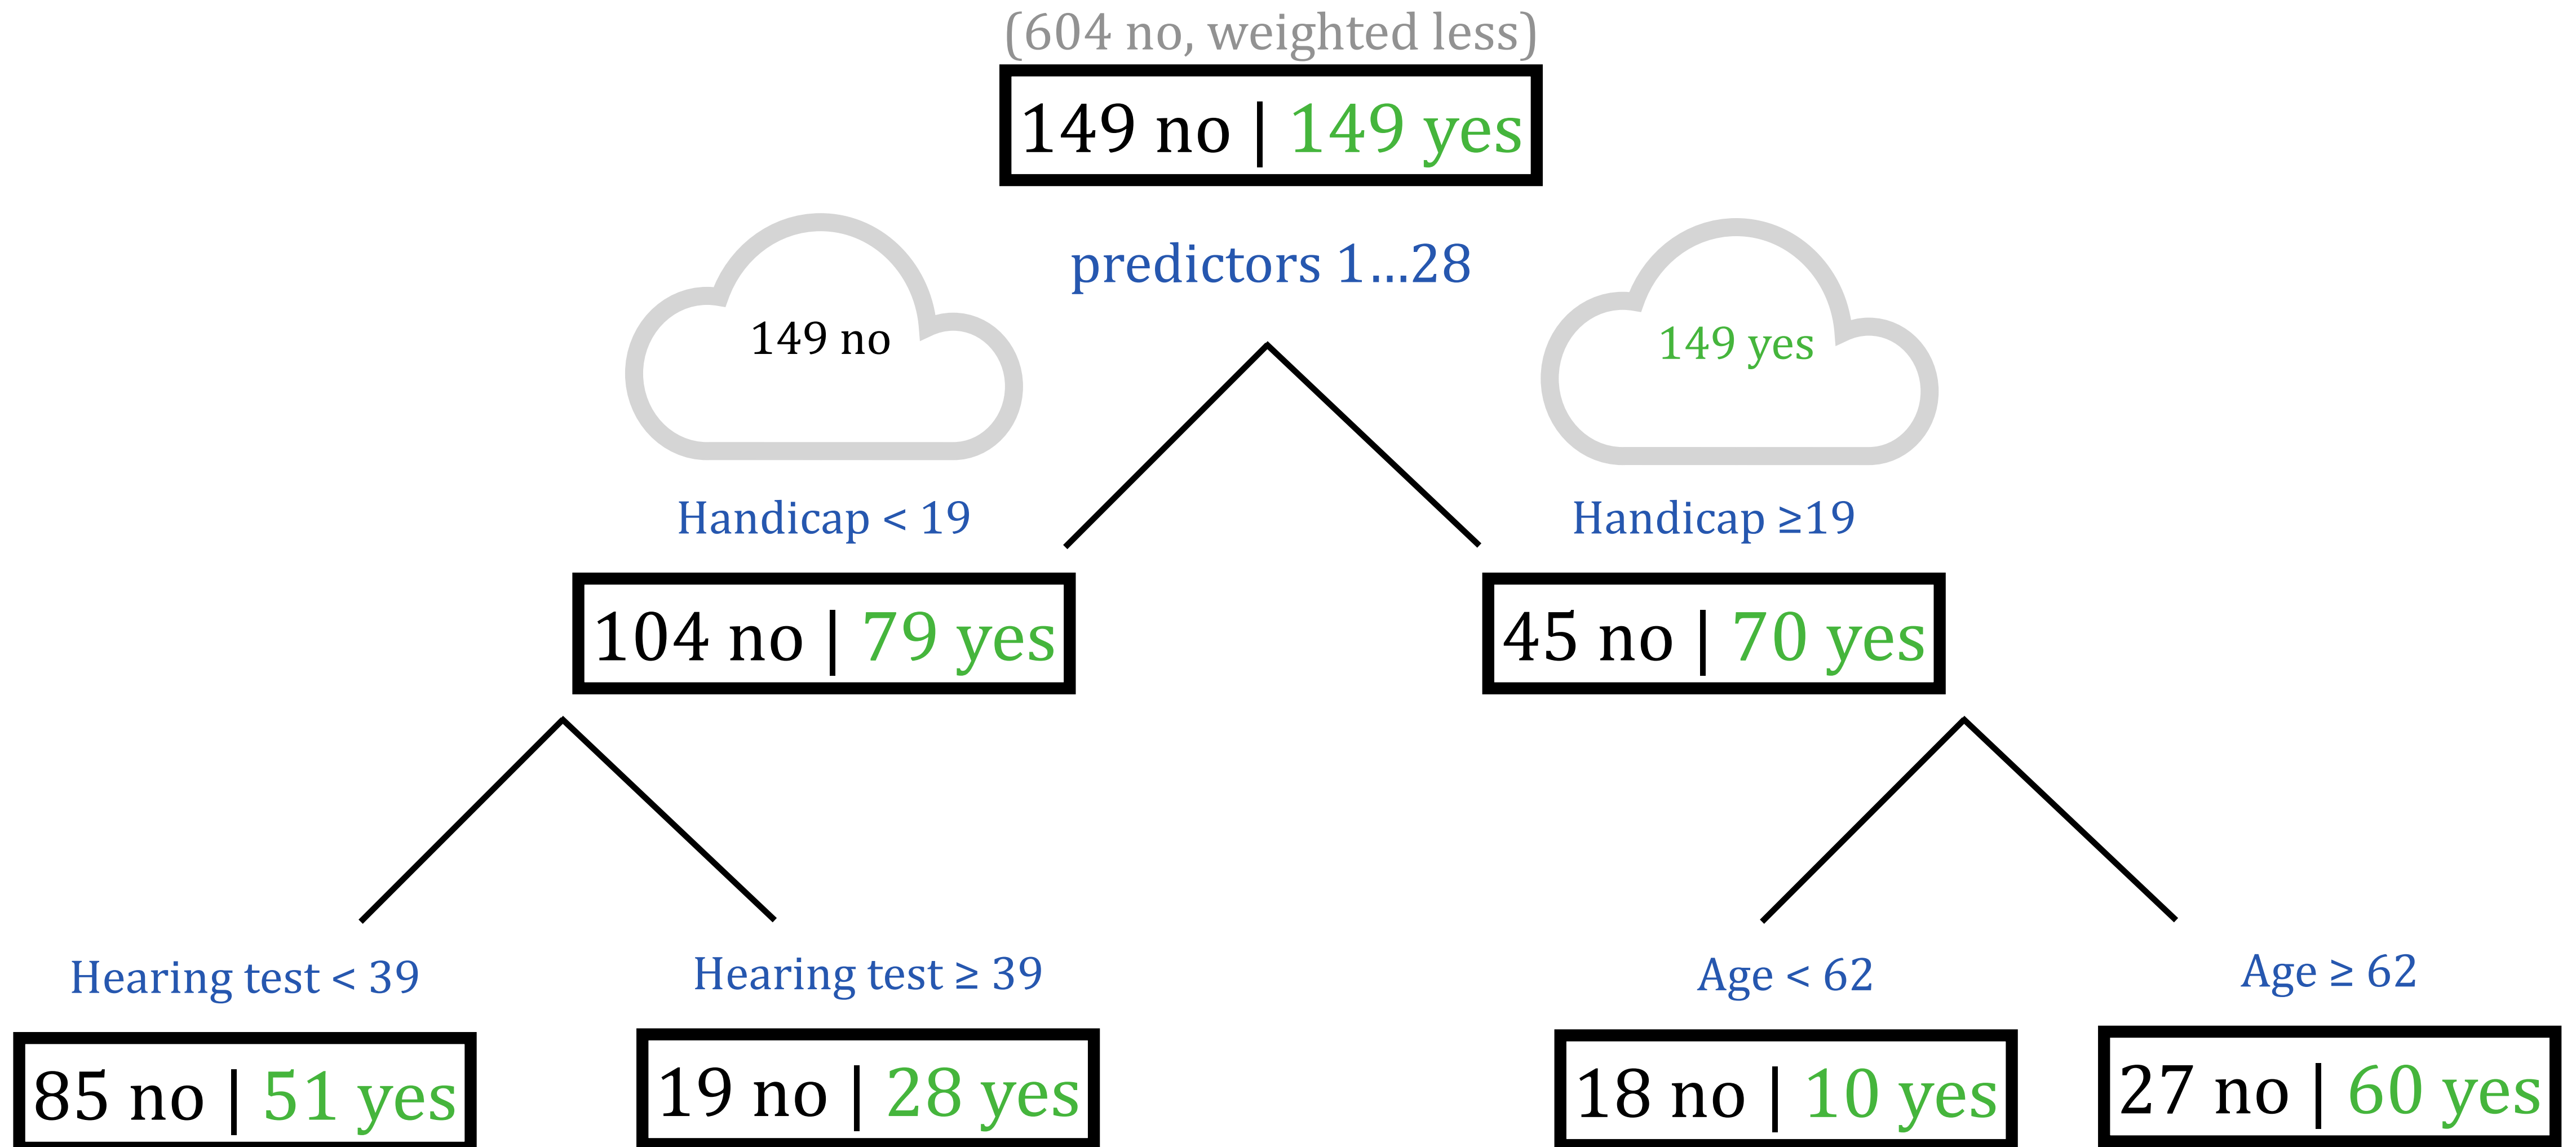 (604 no, weighted less)
149 no | 149 yes
predictors 1...28
149 no
149 yes
Handicap < 19
Handicap ≥19
104 no | 79 yes
45 no | 70 yes
Hearing test < 39
Hearing test ≥ 39
Age < 62
Age ≥ 62
85 no | 51 yes
19 no | 28 yes
18 no | 10 yes
27 no | 60 yes